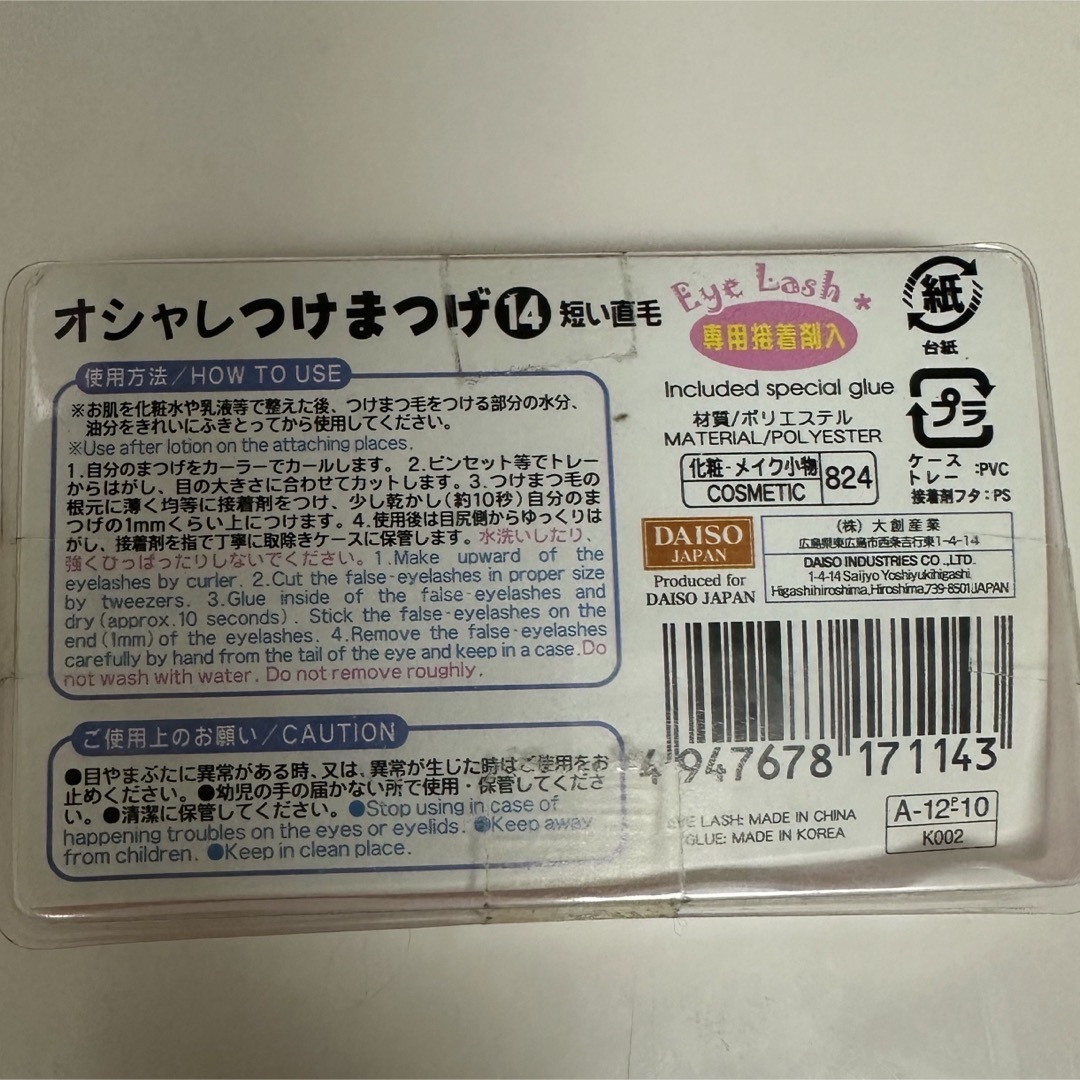 オシャレつけまつげ⓮短い直毛
使用方法/HOW TO USE
※お肌を化粧水や乳液等で整えた後、つけまつ毛をつける部分の水分、
油分をきれいにふきとってから使用してください。
※Use after lotion on the attaching places.
1.自分のまつげをカーラーでカールします。2.ピンセット等でトレー
からはがし、目の大きさに合わせてカットします。3.つけまつ毛の
根元に薄く均等に接着剤をつけ、少し乾かし(約10秒)自分のま
つげの1mmくらい上につけます。4.使用後は目尻側からゆっくりは
がし、接着剤を指で丁寧に取除きケースに保管します。水洗いしたり、
強くひっぱったりしないでください。1.Make upward of the
eyelashes by curler. 2.Cut the false-eyelashes in proper size
by tweezers. 3.Glue inside of the false-eyelashes and
dry(approx.10 seconds). Stick the false-eyelashes on the
end(1mm)of the eyelashes. 4.Remove the false-eyelashes
carefully by hand from the tail of the eye and keep in a case.Do
not wash with water. Do not remove roughly.
ご使用上のお願い/CAUTION
●目やまぶたに異常がある時、又は、異常が生じた時はご使用をお
止めください。●幼児の手の届かない所で使用・保管してくださ
い。●清潔に保管してください。●Stop using in case of
happening troubles on the eyes or eyelids. ●Keep away
from children. ●Keep in clean place.
Eye Lash*
専用接着剤入
Included special glue
材質/ポリエステル
MATERIAL/POLYESTER
化粧-メイク小物
COSMETIC
824
紙
台紙
プラ
ケース
トレー :PVC
接着剤フタ:PS
DAISO
JAPAN
Produced for
DAISO JAPAN
(株)大創産業
広島県東広島市西条吉行東1-4-14
DAISO INDUSTRIES CO.,LTD.
1-4-14 Saijyo Yoshiyukihigashi,
Higashihiroshima,Hiroshima,739-8501JAPAN
4 947678 171143
EYE LASH: MADE IN CHINA
GLUE: MADE IN KOREA
A-12-P-10
K002